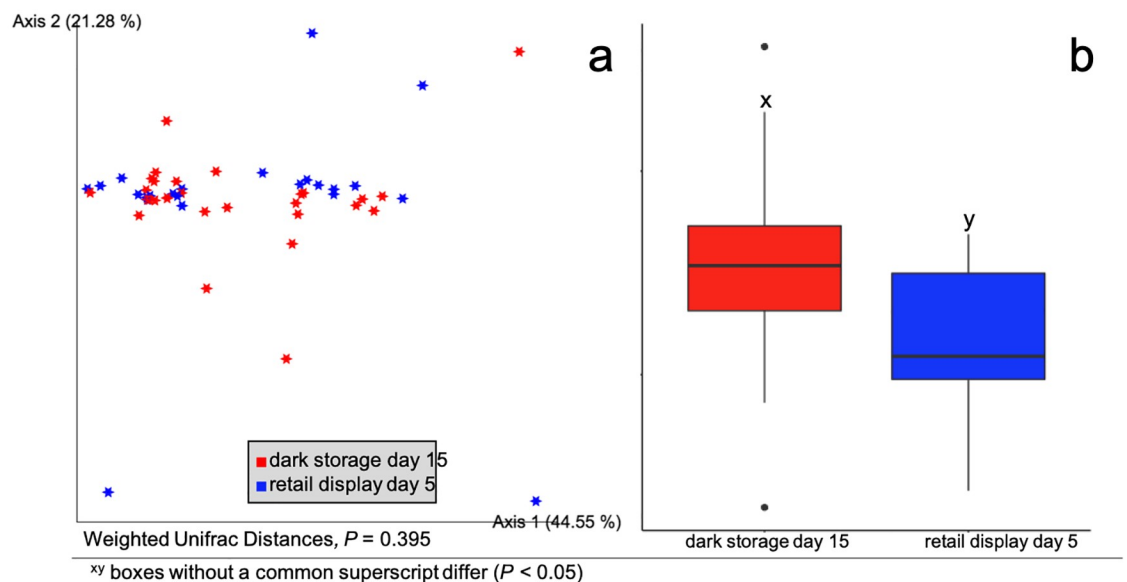 Axis 2 (21.28 %)
a
dark storage day 15
retail display day 5
Axis 1 (44.55 %)
Weighted Unifrac Distances, P = 0.395
b
x
y
dark storage day 15
retail display day 5
xy boxes without a common superscript differ (P < 0.05)